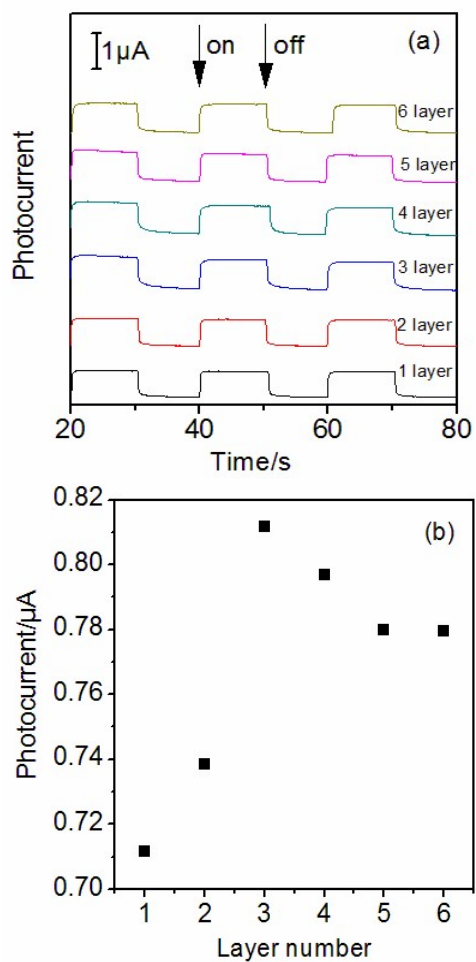 1μA
on
off
(a)
6 layer
5 layer
4 layer
3 layer
2 layer
1 layer
Photocurrent
20 40 60 80
Time/s
0.82
0.80
0.78
0.76
0.74
0.72
0.70
(b)
Photocurrent/μA
1 2 3 4 5 6
Layer number